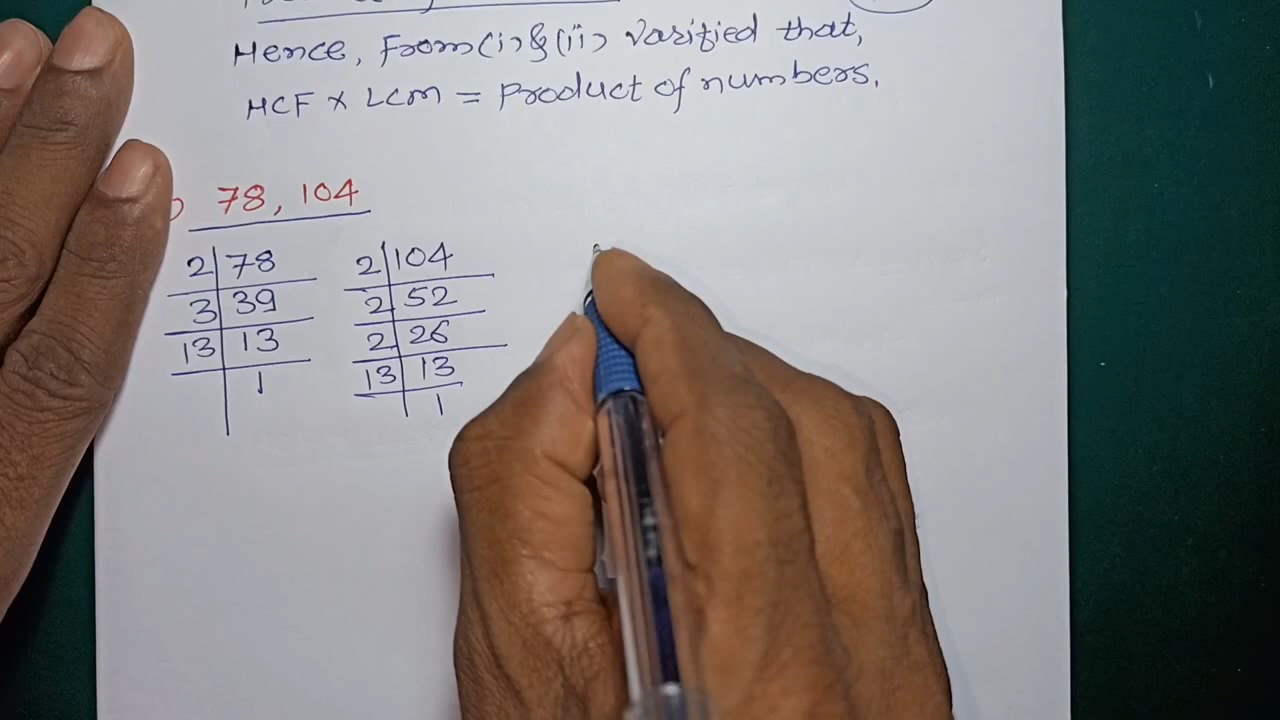 Hence, From (i) & (ii) varified that,
HCF x LCM = Product of numbers.
78, 104
2 78 2 104
3 39 2 52
13 13 2 26
1 13 13
1